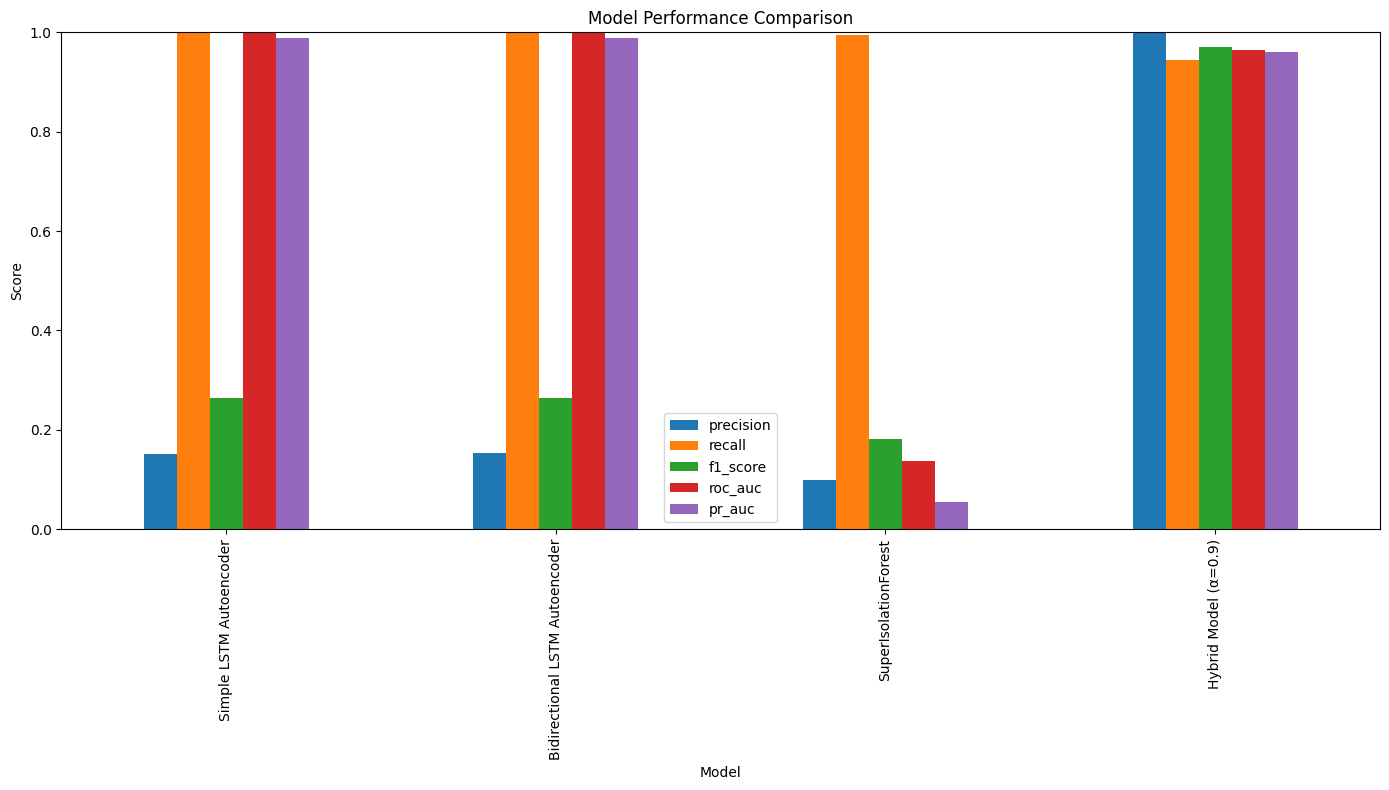 Model Performance Comparison
1.0
0.8
0.6
0.4
0.2
0.0
Score
precision
recall
f1_score
roc_auc
pr_auc
Simple LSTM Autoencoder
Bidirectional LSTM Autoencoder
SuperIsolationForest
Hybrid Model (α=0.9)
Model